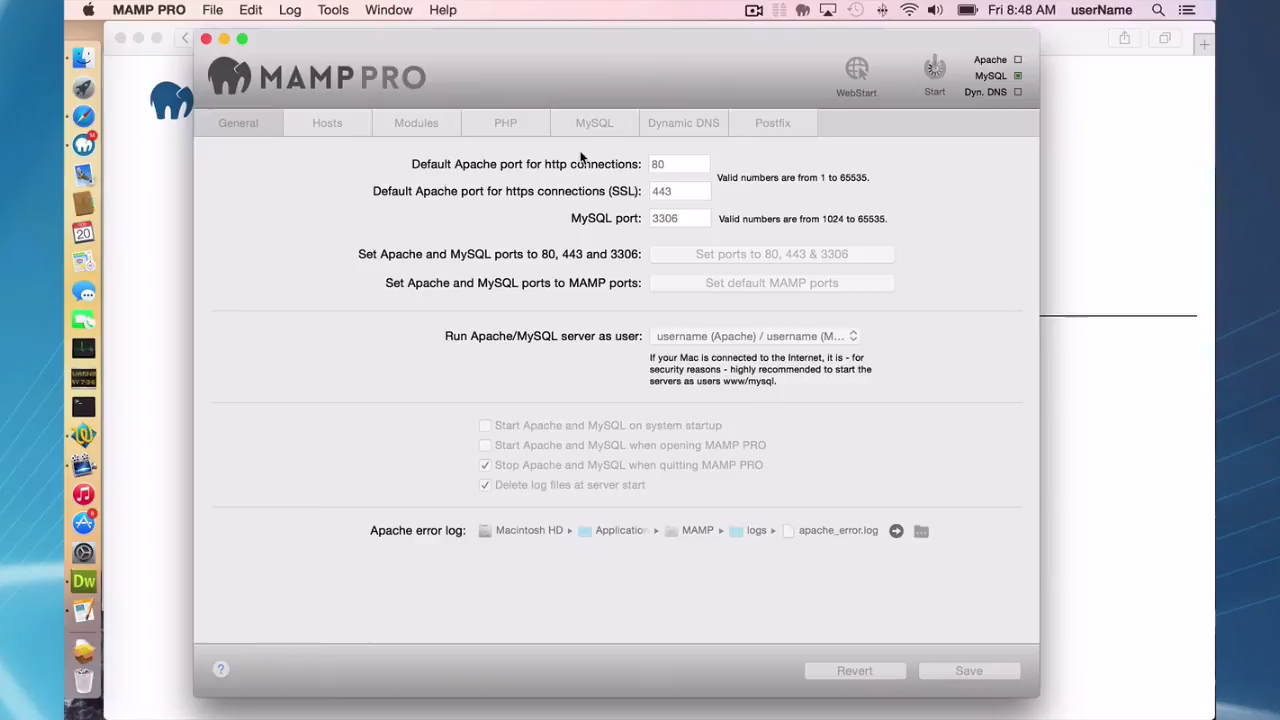 MAMP PRO File Edit Log Tools Window Help Fri 8:48 AM userName
MAMP PRO
WebStart
Start
Apache
MySQL
Dyn. DNS
General Hosts Modules PHP MySQL Dynamic DNS Postfix
Default Apache port for http connections: 80
Valid numbers are from 1 to 65535.
Default Apache port for https connections (SSL): 443
MySQL port: 3306 Valid numbers are from 1024 to 65535.
Set Apache and MySQL ports to 80, 443 and 3306: Set ports to 80, 443 & 3306
Set Apache and MySQL ports to MAMP ports: Set default MAMP ports
Run Apache/MySQL server as user: username (Apache) / username (M...
If your Mac is connected to the Internet, it is - for
security reasons - highly recommended to start the
servers as users www/mysql.
Start Apache and MySQL on system startup
Start Apache and MySQL when opening MAMP PRO
Stop Apache and MySQL when quitting MAMP PRO
Delete log files at server start
Apache error log: Macintosh HD Application MAMP logs apache_error.log
? Revert Save
NOV
20
8
Dw